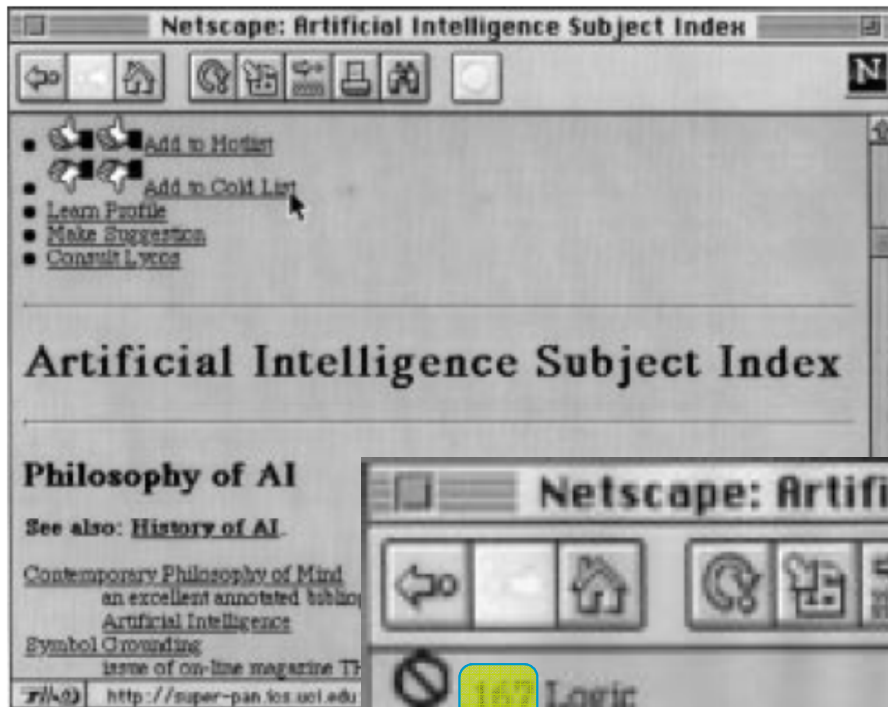 Netscape: Artificial Intelligence Subject Index
N
Add to Hotlist
Add to Cold List
Learn Profile
Make Suggestion
Consult Lycos
Artificial Intelligence Subject Index
Philosophy of AI
See also: History of AI.
Contemporary Philosophy of Mind
an excellent annotated
Artificial Intelligence
Symbol Grounding
issue of on-line magazine
http://super-pan.ics.uci.edu
Netscape: Artifi
167 Logic